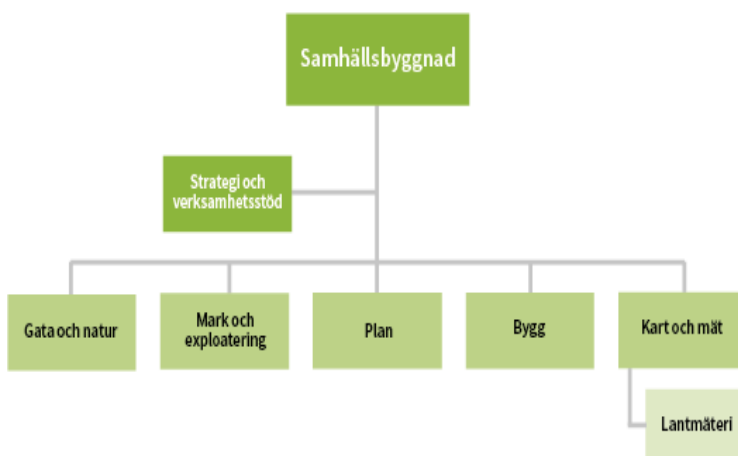 Samhällsbyggnad
Strategi och
verksamhetsstöd
Gata och natur
Mark och
exploatering
Plan
Bygg
Kart och mät
Lantmäteri